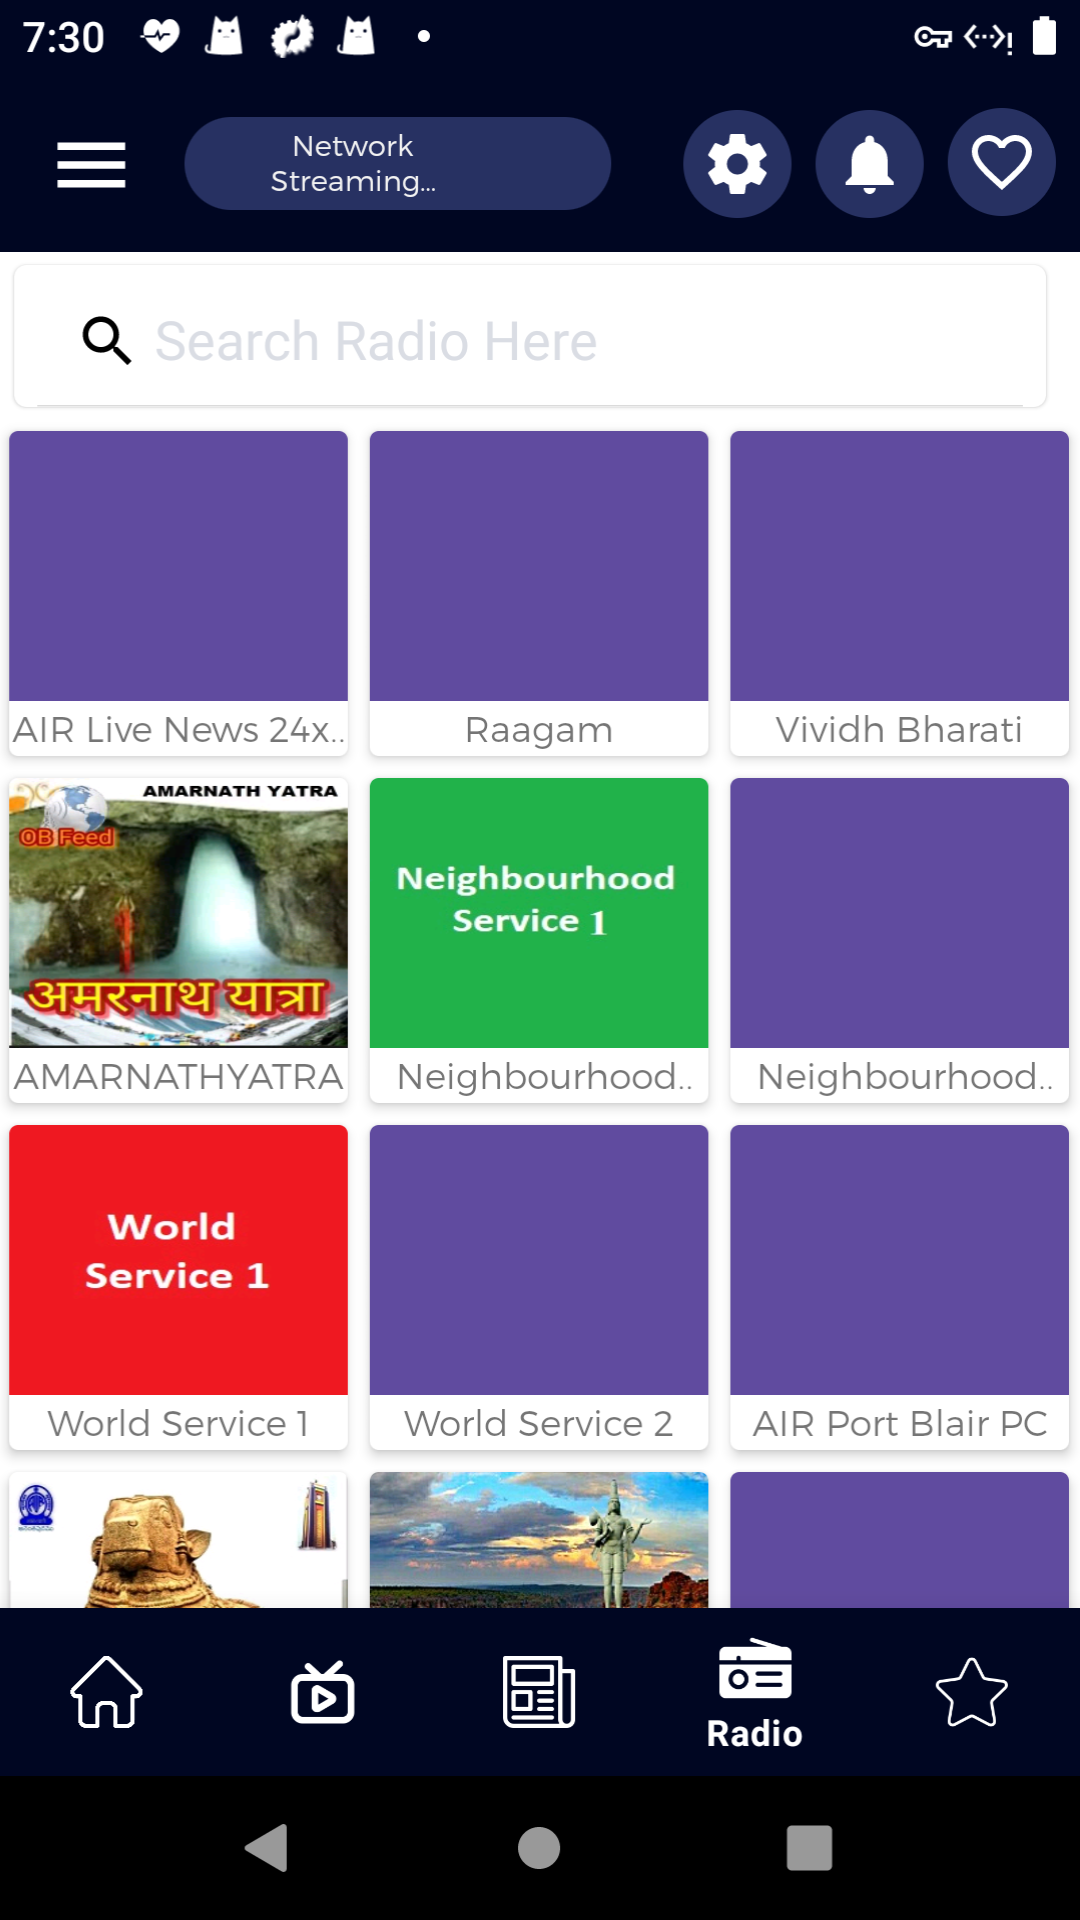 7:30
Network
Streaming...
Search Radio Here
AIR Live News 24x..
Raagam
Vividh Bharati
AMARNATH YATRA
OB Feed
अमरनाथ यात्रा
AMARNATHYATRA
Neighbourhood
Service 1
Neighbourhood..
Neighbourhood..
World
Service 1
World Service 1
World Service 2
AIR Port Blair PC
Radio